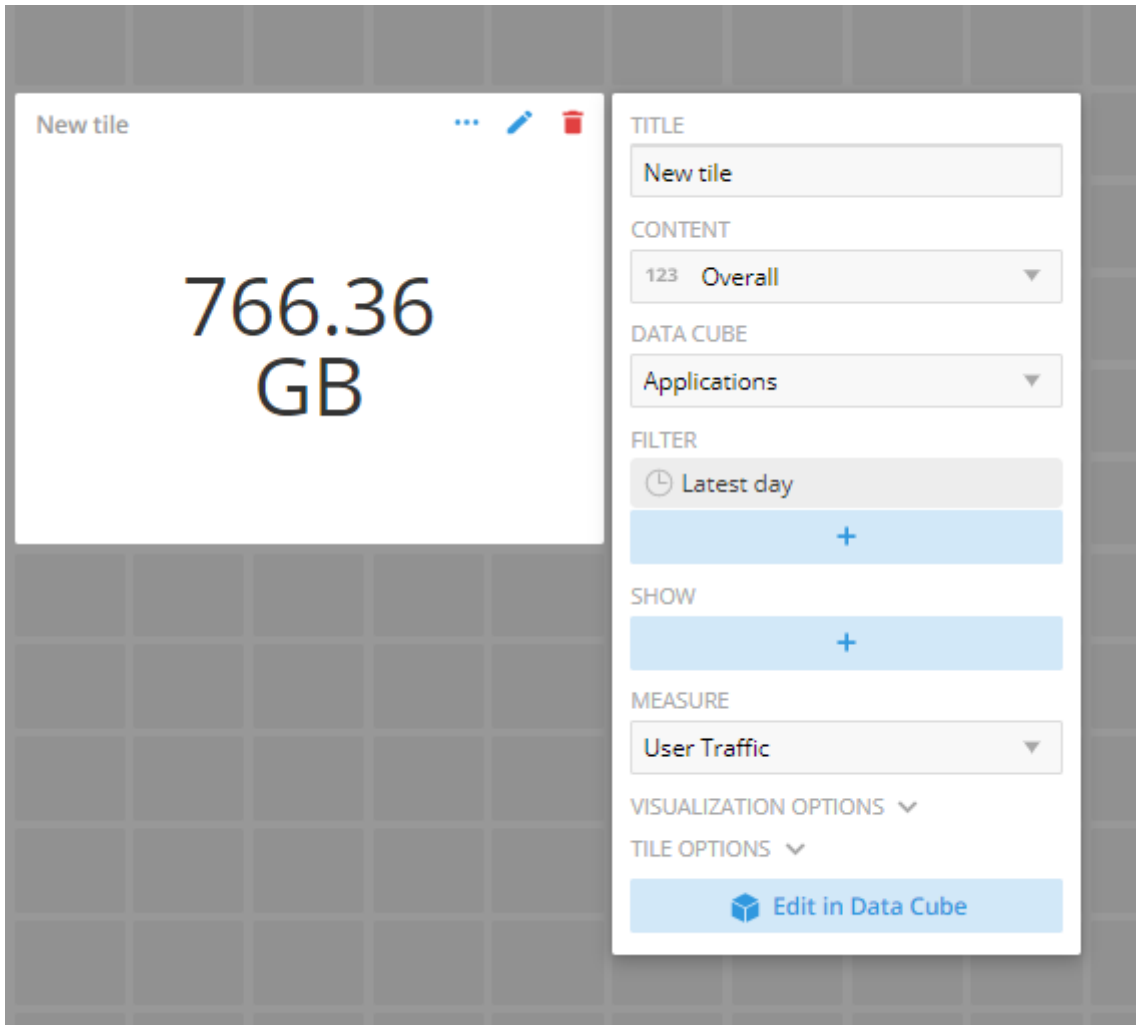 New tile
766.36
GB
TITLE
New tile
CONTENT
123 Overall
DATA CUBE
Applications
FILTER
Latest day
+
SHOW
+
MEASURE
User Traffic
VISUALIZATION OPTIONS
TILE OPTIONS
Edit in Data Cube